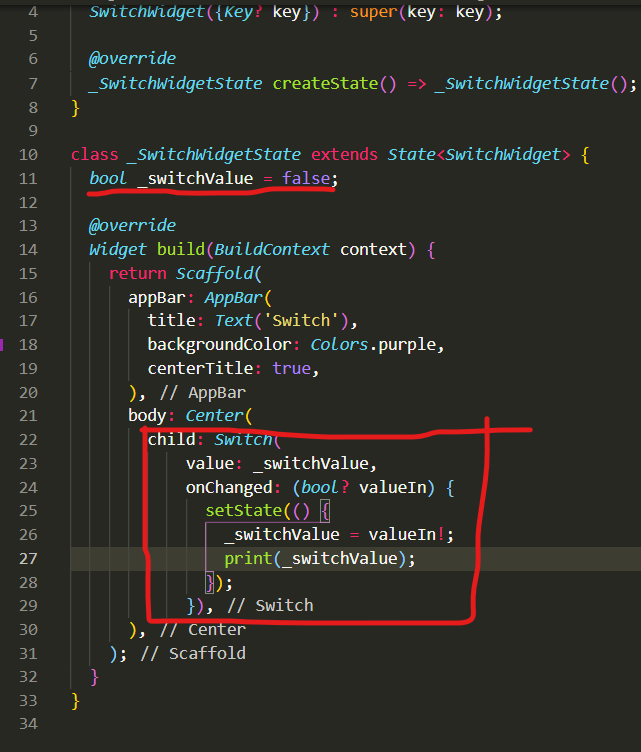 4 SwitchWidget({Key? key}) : super(key: key);
5
6 @override
7 _SwitchWidgetState createState() => _SwitchWidgetState();
8 }
9
10 class _SwitchWidgetState extends State<SwitchWidget> {
11 bool _switchValue = false;
12
13 @override
14 Widget build(BuildContext context) {
15 return Scaffold(
16 appBar: AppBar(
17 title: Text('Switch'),
18 backgroundColor: Colors.purple,
19 centerTitle: true,
20 ), // AppBar
21 body: Center(
22 child: Switch(
23 value: _switchValue,
24 onChanged: (bool? valueIn) {
25 setState(() {
26 _switchValue = valueIn!;
27 print(_switchValue);
28 });
29 }), // Switch
30 ), // Center
31 ); // Scaffold
32 }
33 }
34